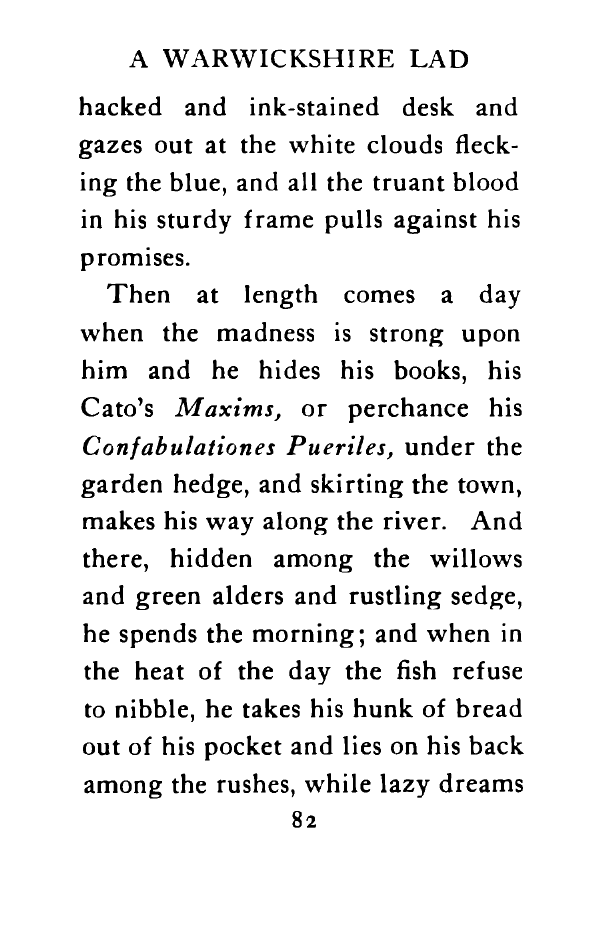 A WARWICKSHIRE LAD
hacked and ink-stained desk and
gazes out at the white clouds fleck-
ing the blue, and all the truant blood
in his sturdy frame pulls against his
promises.
Then at length comes a day
when the madness is strong upon
him and he hides his books, his
Cato's Maxims, or perchance his
Confabulationes Pueriles, under the
garden hedge, and skirting the town,
makes his way along the river. And
there, hidden among the willows
and green alders and rustling sedge,
he spends the morning; and when in
the heat of the day the fish refuse
to nibble, he takes his hunk of bread
out of his pocket and lies on his back
among the rushes, while lazy dreams
82